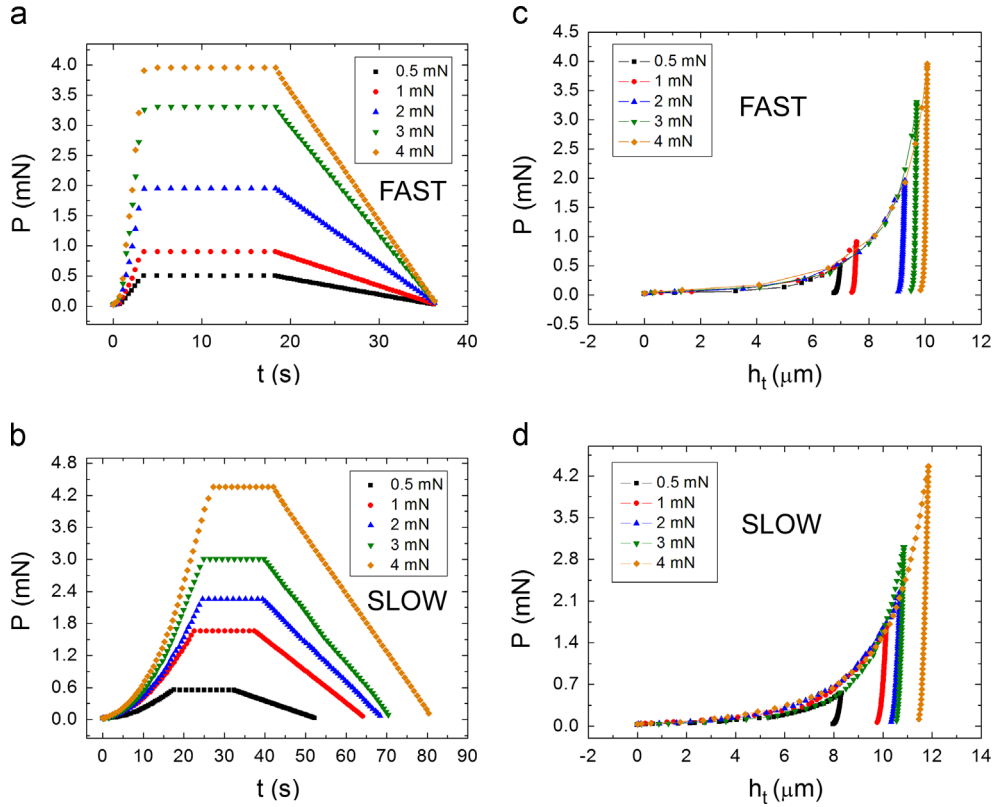 a
P (mN)
4.0
3.5
3.0
2.5
2.0
1.5
1.0
0.5
0.0
0.5 mN
1 mN
2 mN
3 mN
4 mN
FAST
0 10 20 30 40
t (s)
c
P (mN)
4.5
4.0
3.5
3.0
2.5
2.0
1.5
1.0
0.5
0.0
-0.5
0.5 mN
1 mN
2 mN
3 mN
4 mN
FAST
-2 0 2 4 6 8 10 12
hₜ (μm)
b
P (mN)
4.8
4.2
3.6
3.0
2.4
1.8
1.2
0.6
0.0
0.5 mN
1 mN
2 mN
3 mN
4 mN
SLOW
0 10 20 30 40 50 60 70 80 90
t (s)
d
P (mN)
4.2
3.5
2.8
2.1
1.4
0.7
0.0
0.5 mN
1 mN
2 mN
3 mN
4 mN
SLOW
-2 0 2 4 6 8 10 12 14
hₜ (μm)